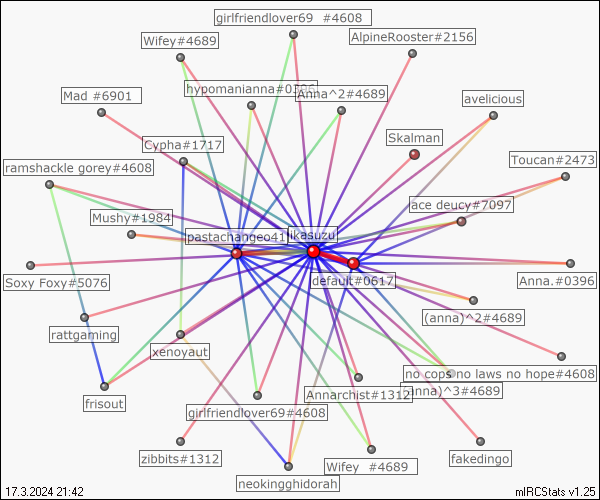 girlfriendlover69 #4608
Wifey#4689
AlpineRooster#2156
hypomanianna#0396
Anna^2#4689
Mad #6901
avelicious
Skalman
Cypha#1717
Toucan#2473
ramshackle gorey#4608
ace deucy#7097
Mushy#1984
pastachangeo41
likasuzu
Soxy Foxy#5076
default#0617
Anna.#0396
(anna)^2#4689
rattgaming
xenoyaut
no cops no laws no hope#4608
Annarchist#1312
(anna)^3#4689
frisout
girlfriendlover69#4608
zibbits#1312
Wifey #4689
fakedingo
neokingghidorah
17.3.2024 21:42
mIRCStats v1.25